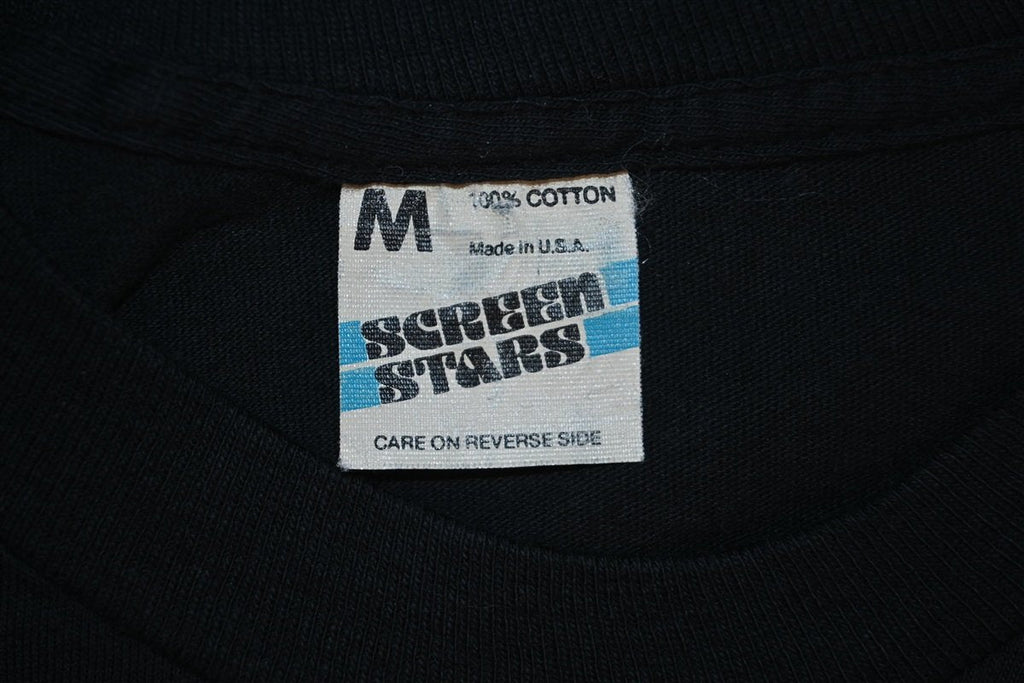 M
100% COTTON
Made in U.S.A.
SCREEN
STARS
CARE ON REVERSE SIDE